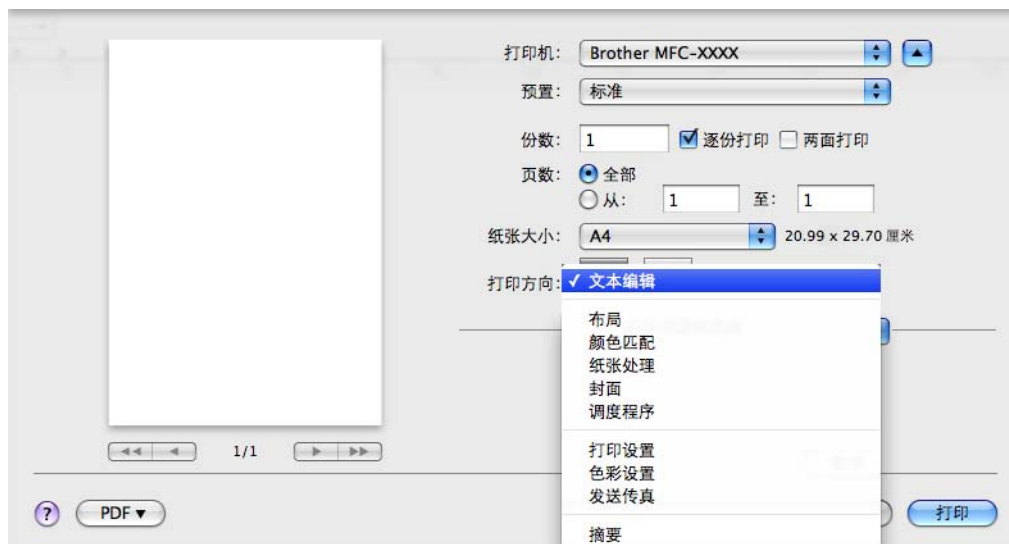 打印机: Brother MFC-XXXX
预置: 标准
份数: 1 逐份打印 两面打印
页数: 全部
从: 1 至: 1
纸张大小: A4 20.99 x 29.70 厘米
打印方向: ✓ 文本编辑
布局
颜色匹配
纸张处理
封面
调度程序
1/1
打印设置
色彩设置
发送传真
? PDF▼ 打印
摘要